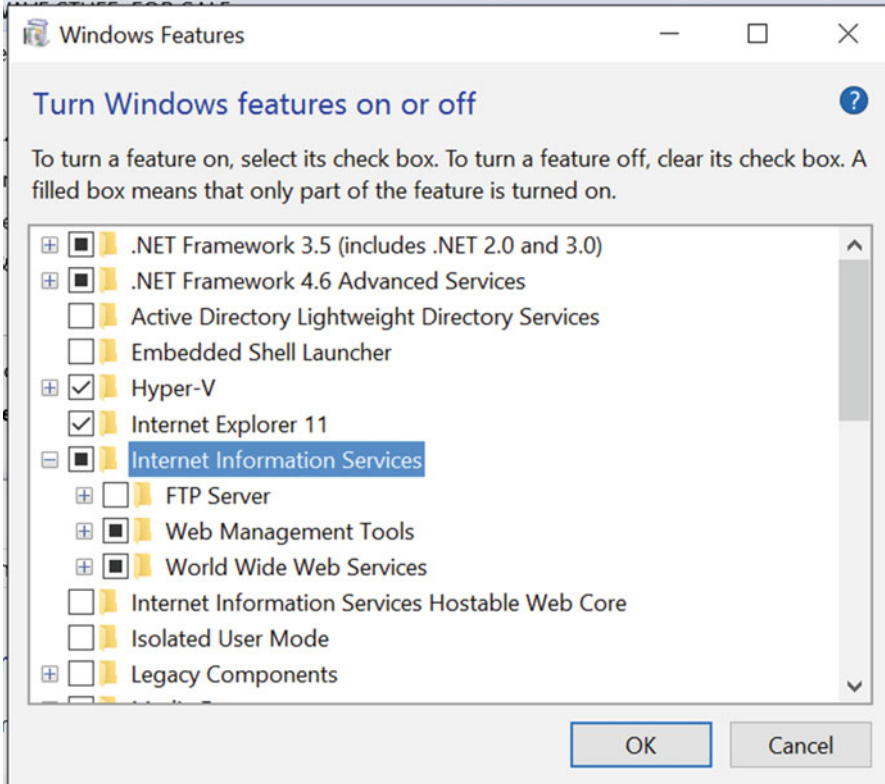 Windows Features
Turn Windows features on or off
To turn a feature on, select its check box. To turn a feature off, clear its check box. A
filled box means that only part of the feature is turned on.
.NET Framework 3.5 (includes .NET 2.0 and 3.0)
.NET Framework 4.6 Advanced Services
Active Directory Lightweight Directory Services
Embedded Shell Launcher
Hyper-V
Internet Explorer 11
Internet Information Services
FTP Server
Web Management Tools
World Wide Web Services
Internet Information Services Hostable Web Core
Isolated User Mode
Legacy Components
OK Cancel